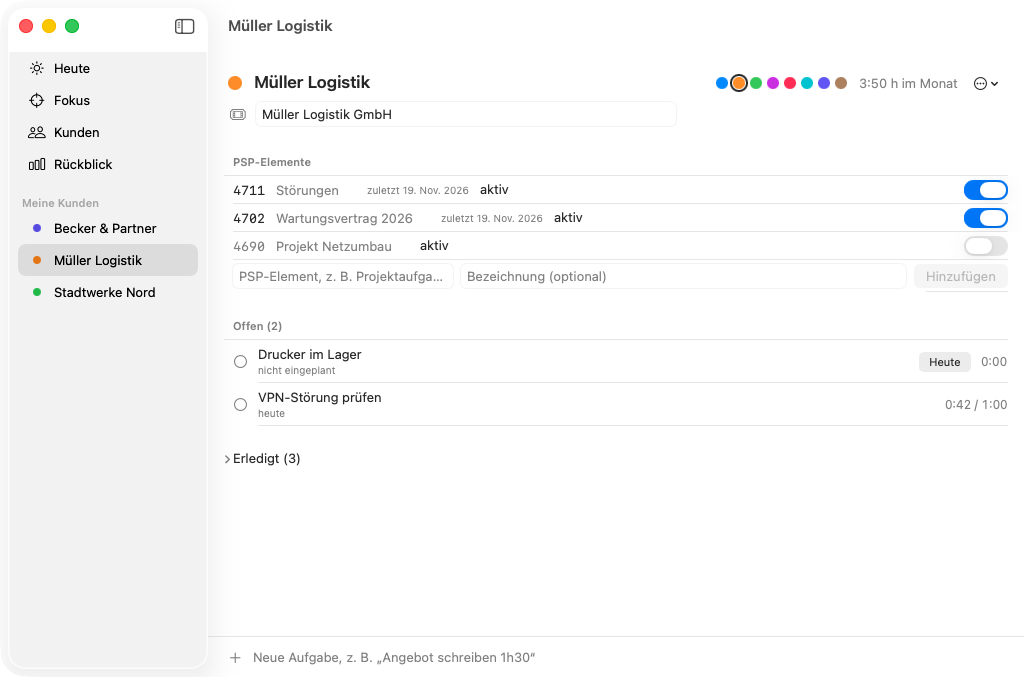 Müller Logistik
Heute
Fokus
Kunden
Rückblick
Meine Kunden
Becker & Partner
Müller Logistik
Stadtwerke Nord
Müller Logistik
3:50 h im Monat
Müller Logistik GmbH
PSP-Elemente
4711 Störungen zuletzt 19. Nov. 2026 aktiv
4702 Wartungsvertrag 2026 zuletzt 19. Nov. 2026 aktiv
4690 Projekt Netzumbau aktiv
PSP-Element, z. B. Projektaufga... Bezeichnung (optional) Hinzufügen
Offen (2)
Drucker im Lager
nicht eingeplant
Heute 0:00
VPN-Störung prüfen
heute
0:42 / 1:00
Erledigt (3)
Neue Aufgabe, z. B. „Angebot schreiben 1h30“